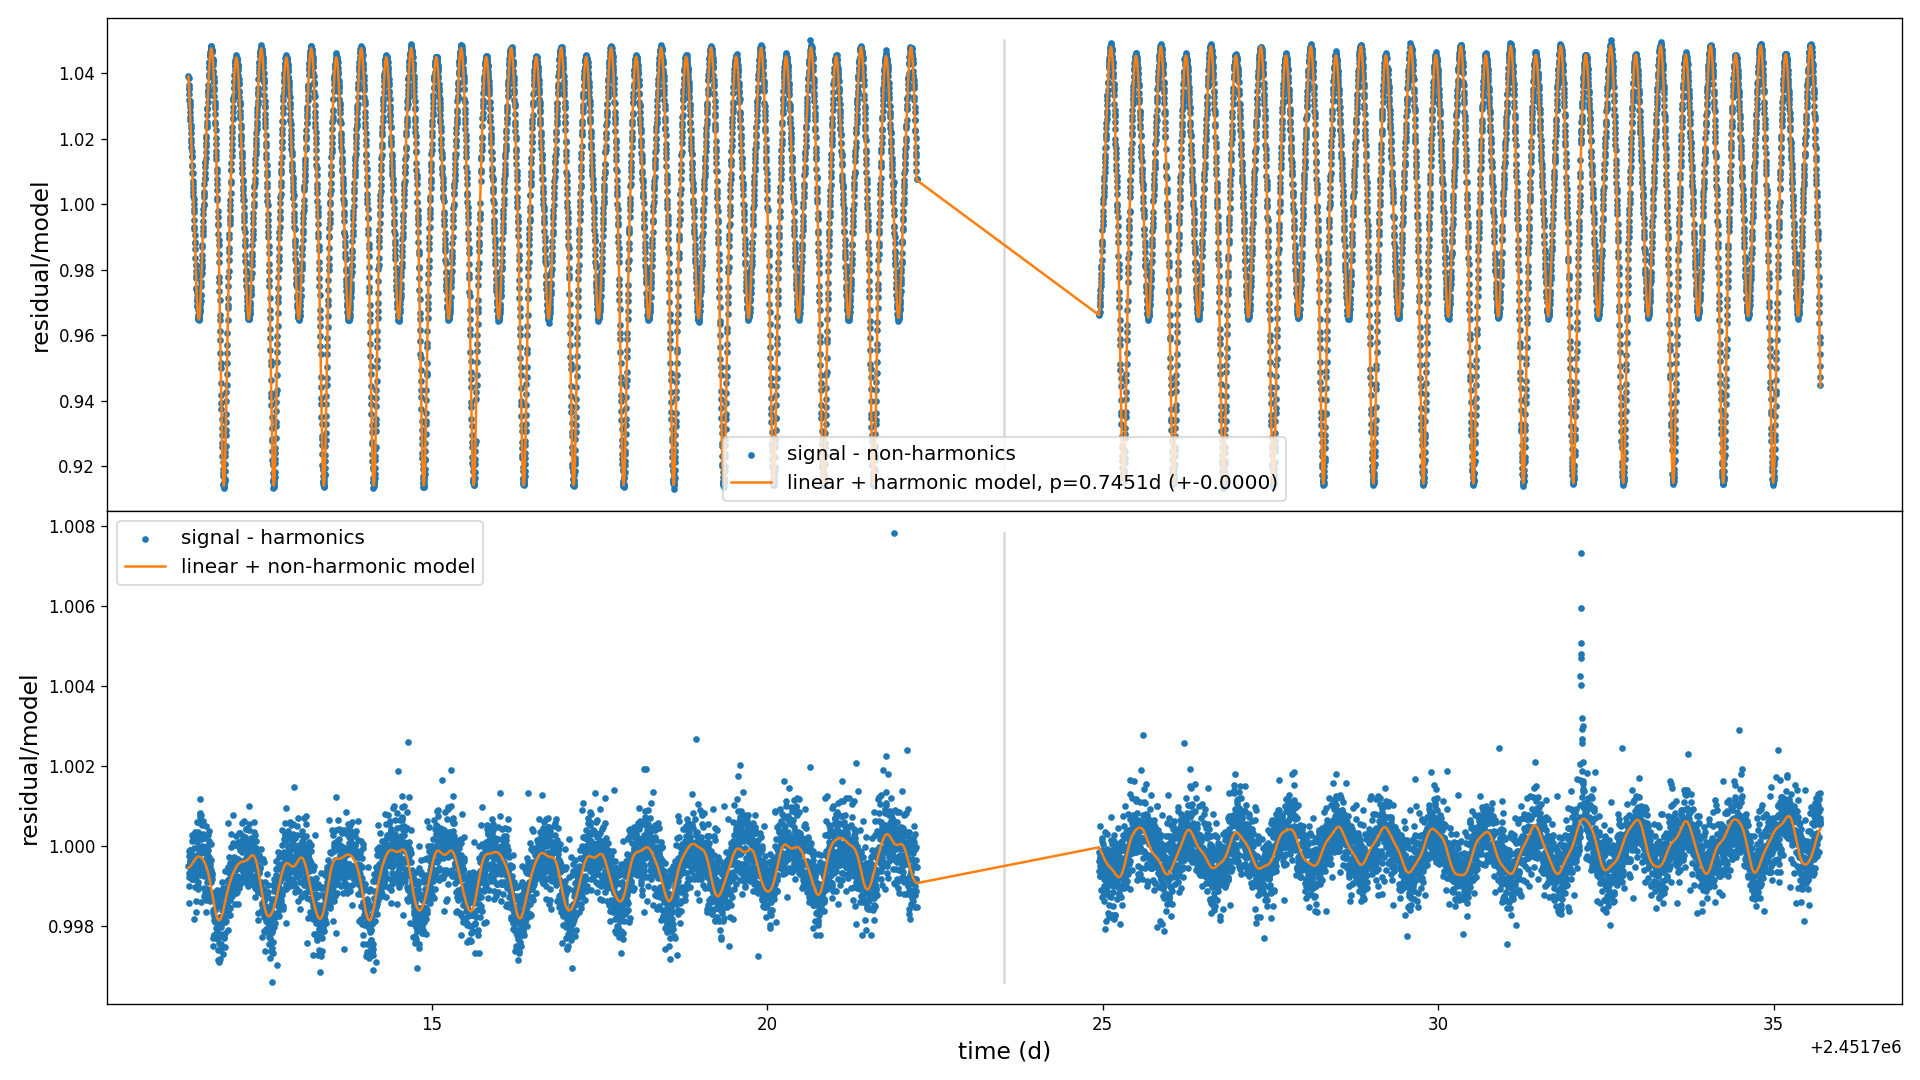 1.04
1.02
1.00
0.98
0.96
0.94
0.92
residual/model
signal - non-harmonics
linear + harmonic model, p=0.7451d (+-0.0000)
1.008
1.006
1.004
1.002
1.000
0.998
residual/model
signal - harmonics
linear + non-harmonic model
15
20
25
30
35
time (d)
+2.4517e6